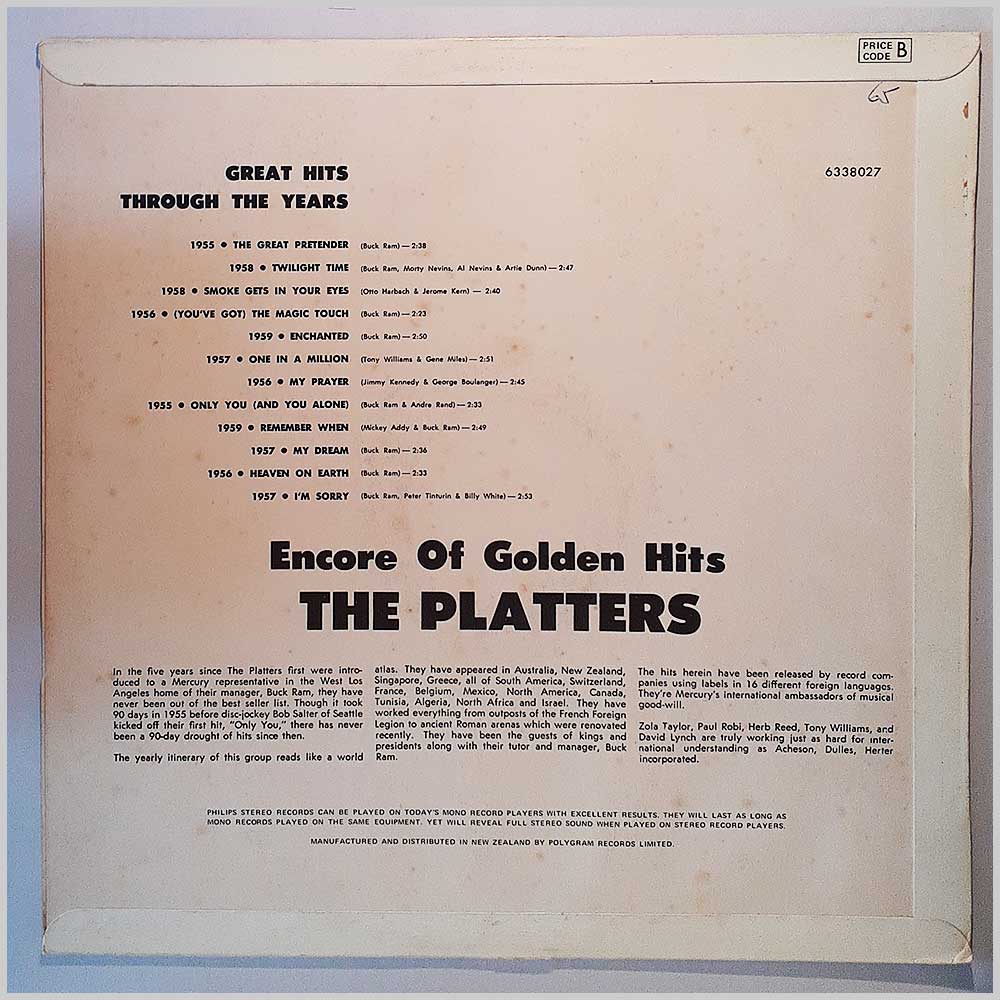 PRICE
CODE B
65
GREAT HITS
THROUGH THE YEARS
6338027
1955 • THE GREAT PRETENDER (Buck Ram) — 2:38
1958 • TWILIGHT TIME (Buck Ram, Morty Nevins, Al Nevins & Artie Dunn) — 2:47
1958 • SMOKE GETS IN YOUR EYES (Otto Harbach & Jerome Kern) — 2:40
1956 • (YOU'VE GOT) THE MAGIC TOUCH (Buck Ram) — 2:23
1959 • ENCHANTED (Buck Ram) — 2:50
1957 • ONE IN A MILLION (Tony Williams & Gene Miles) — 2:51
1956 • MY PRAYER (Jimmy Kennedy & George Boulanger) — 2:45
1955 • ONLY YOU (AND YOU ALONE) (Buck Ram & Andre Rand) — 2:33
1959 • REMEMBER WHEN (Mickey Addy & Buck Ram) — 2:49
1957 • MY DREAM (Buck Ram) — 2:36
1956 • HEAVEN ON EARTH (Buck Ram) — 2:33
1957 • I'M SORRY (Buck Ram, Peter Tinturin & Billy White) — 2:53
Encore Of Golden Hits
THE PLATTERS
In the five years since The Platters first were intro-
duced to a Mercury representative in the West Los
Angeles home of their manager, Buck Ram, they have
never been out of the best seller list. Though it took
90 days in 1955 before disc-jockey Bob Salter of Seattle
kicked off their first hit, "Only You," there has never
been a 90-day drought of hits since then.
The yearly itinerary of this group reads like a world
atlas. They have appeared in Australia, New Zealand,
Singapore, Greece, all of South America, Switzerland,
France, Belgium, Mexico, North America, Canada,
Tunisia, Algeria, North Africa and Israel. They have
worked everything from outposts of the French Foreign
Legion to ancient Roman arenas which were renovated
recently. They have been the guests of kings and
presidents along with their tutor and manager, Buck
Ram.
The hits herein have been released by record com-
panies using labels in 16 different foreign languages.
They're Mercury's international ambassadors of musical
good-will.
Zola Taylor, Paul Robi, Herb Reed, Tony Williams, and
David Lynch are truly working just as hard for inter-
national understanding as Acheson, Dulles, Herter
incorporated.
PHILIPS STEREO RECORDS CAN BE PLAYED ON TODAY'S MONO RECORD PLAYERS WITH EXCELLENT RESULTS. THEY WILL LAST AS LONG AS
MONO RECORDS PLAYED ON THE SAME EQUIPMENT. YET WILL REVEAL FULL STEREO SOUND WHEN PLAYED ON STEREO RECORD PLAYERS.
MANUFACTURED AND DISTRIBUTED IN NEW ZEALAND BY POLYGRAM RECORDS LIMITED.